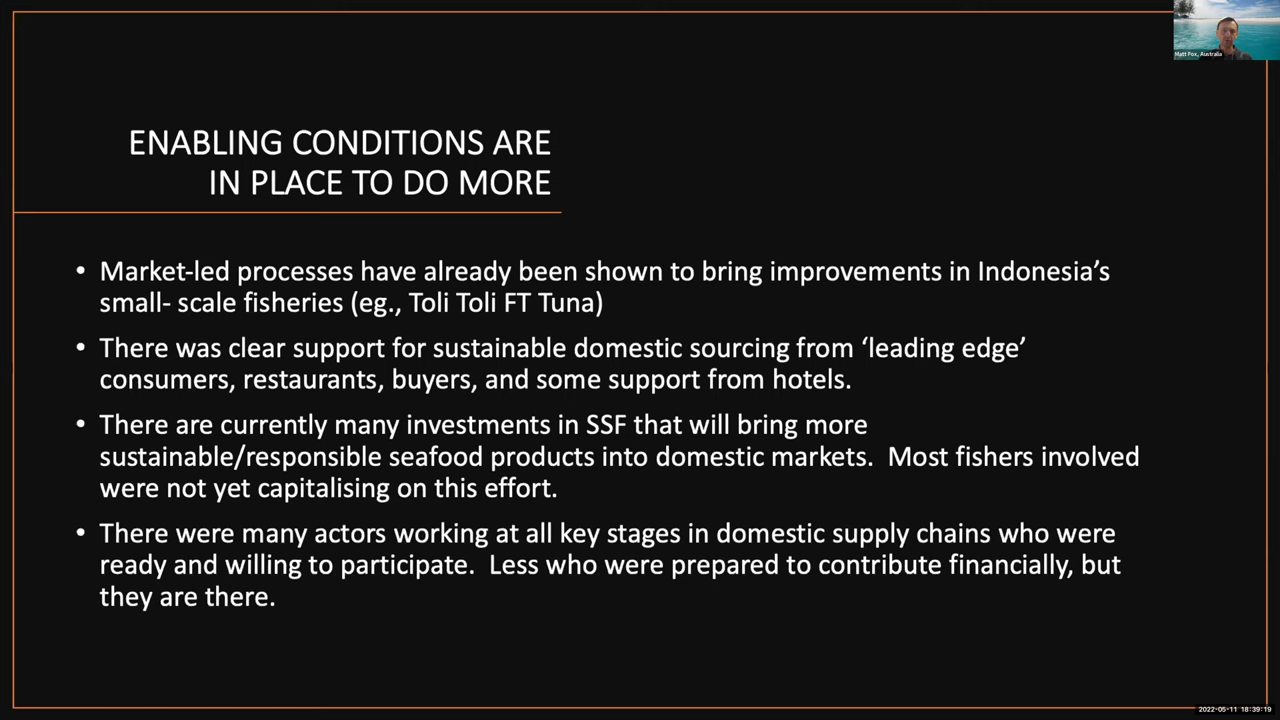 Matt Fox, Australia
ENABLING CONDITIONS ARE
IN PLACE TO DO MORE
• Market-led processes have already been shown to bring improvements in Indonesia’s
small- scale fisheries (eg., Toli Toli FT Tuna)
• There was clear support for sustainable domestic sourcing from ‘leading edge’
consumers, restaurants, buyers, and some support from hotels.
• There are currently many investments in SSF that will bring more
sustainable/responsible seafood products into domestic markets.  Most fishers involved
were not yet capitalising on this effort.
• There were many actors working at all key stages in domestic supply chains who were
ready and willing to participate.  Less who were prepared to contribute financially, but
they are there.
2022-05-11 18:39:19